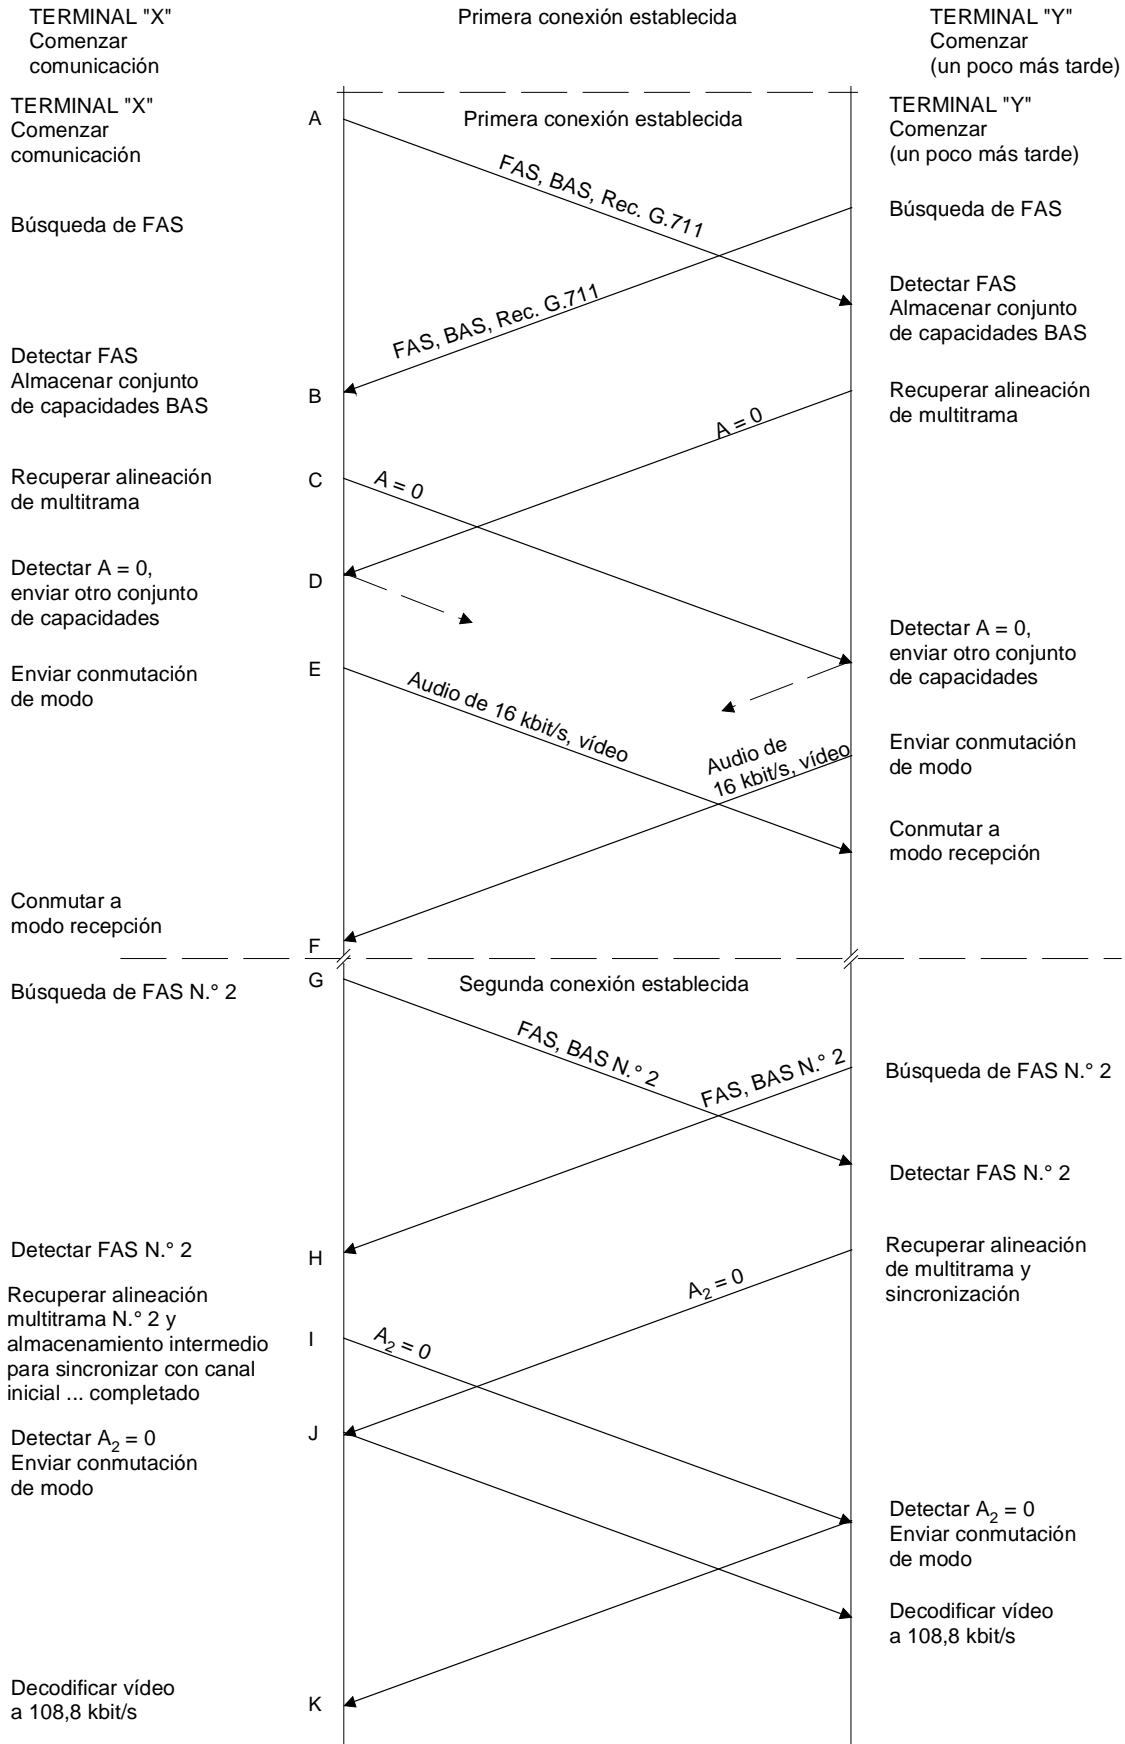 TERMINAL "X"
Comenzar
comunicación
Primera conexión establecida
TERMINAL "Y"
Comenzar
(un poco más tarde)
TERMINAL "X"
Comenzar
comunicación
A
Primera conexión establecida
TERMINAL "Y"
Comenzar
(un poco más tarde)
FAS, BAS, Rec. G.711
Búsqueda de FAS
Búsqueda de FAS
FAS, BAS, Rec. G.711
Detectar FAS
Almacenar conjunto
de capacidades BAS
Detectar FAS
Almacenar conjunto
de capacidades BAS
B
Recuperar alineación
de multitrama
A = 0
Recuperar alineación
de multitrama
C
A = 0
Detectar A = 0,
enviar otro conjunto
de capacidades
D
Detectar A = 0,
enviar otro conjunto
de capacidades
Enviar conmutación
de modo
E
Audio de 16 kbit/s, vídeo
Audio de
16 kbit/s, vídeo
Enviar conmutación
de modo
Conmutar a
modo recepción
Conmutar a
modo recepción
F
Búsqueda de FAS N.° 2
G
Segunda conexión establecida
FAS, BAS N.° 2
FAS, BAS N.° 2
Búsqueda de FAS N.° 2
Detectar FAS N.° 2
Detectar FAS N.° 2
H
Recuperar alineación
de multitrama y
sincronización
A2 = 0
Recuperar alineación
multitrama N.° 2 y
almacenamiento intermedio
para sincronizar con canal
inicial ... completado
I
A2 = 0
Detectar A2 = 0
Enviar conmutación
de modo
J
Detectar A2 = 0
Enviar conmutación
de modo
Decodificar vídeo
a 108,8 kbit/s
Decodificar vídeo
a 108,8 kbit/s
K